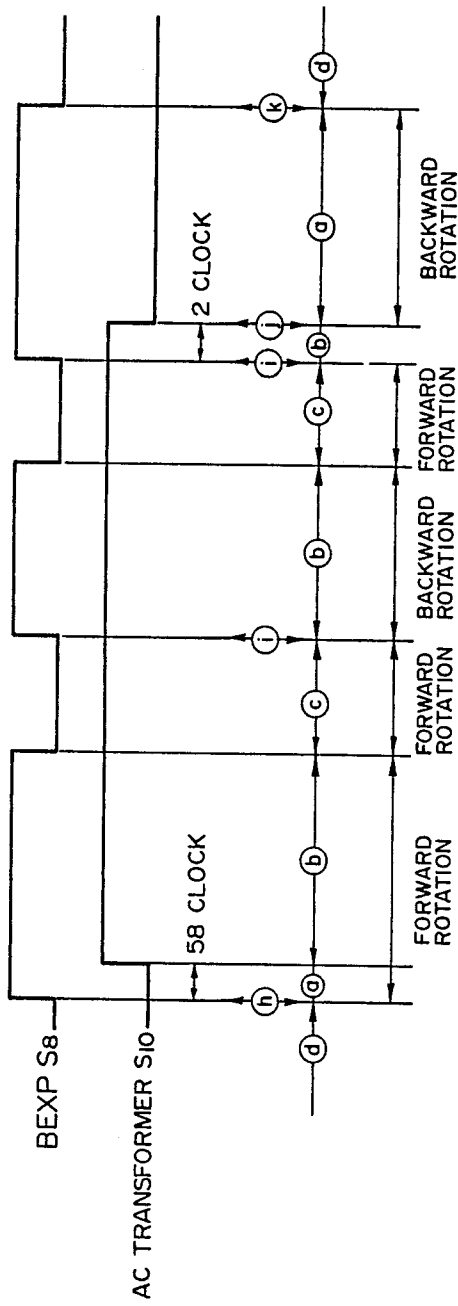 BEXP S8
AC TRANSFORMER S10
58 CLOCK
2 CLOCK
h
i
i
j
k
d
a
b
c
b
c
b
a
d
FORWARD
ROTATION
FORWARD
ROTATION
BACKWARD
ROTATION
FORWARD
ROTATION
BACKWARD
ROTATION